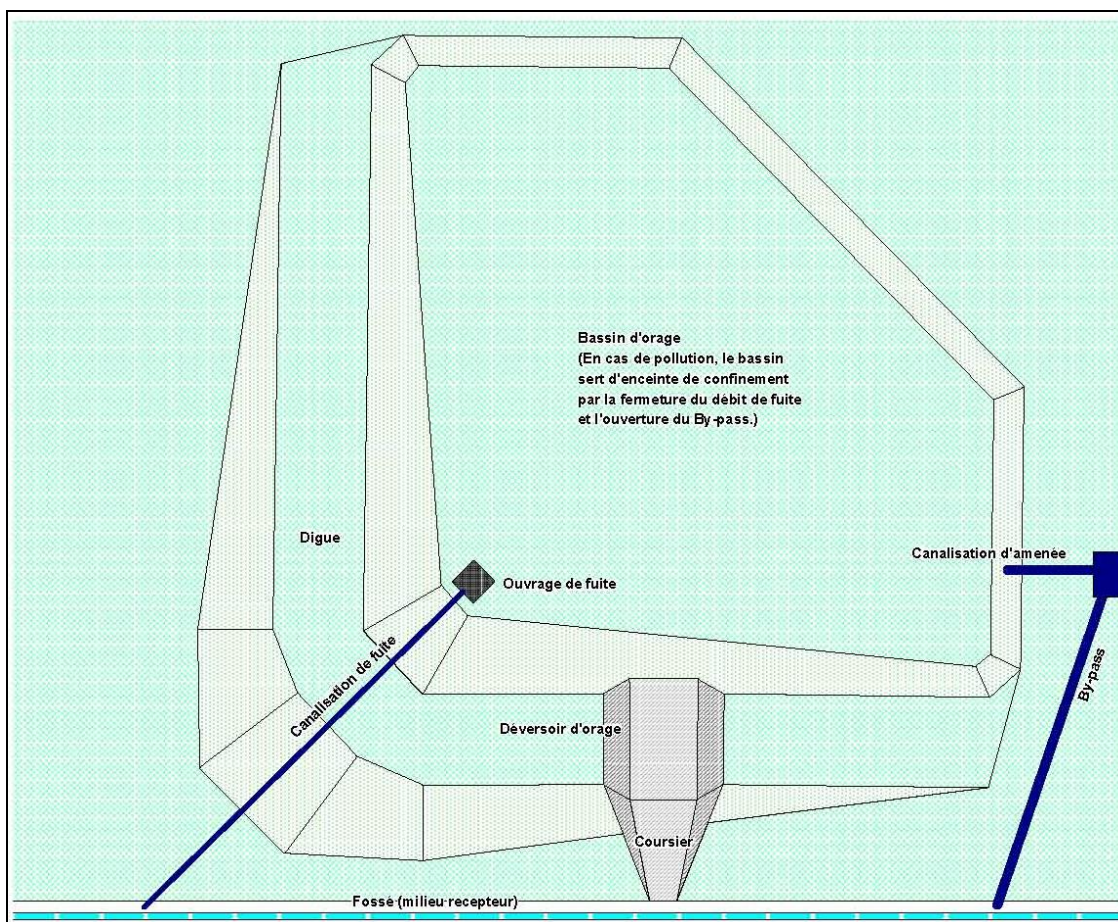 Bassin d'orage
(En cas de pollution, le bassin
sert d'enceinte de confinement
par la fermeture du débit de fuite
et l'ouverture du By-pass.)
Digue
Canalisation d'amenée
Ouvrage de fuite
Canalisation de fuite
By-pass
Déversoir d'orage
Coursier
Fossé (milieu recepteur)